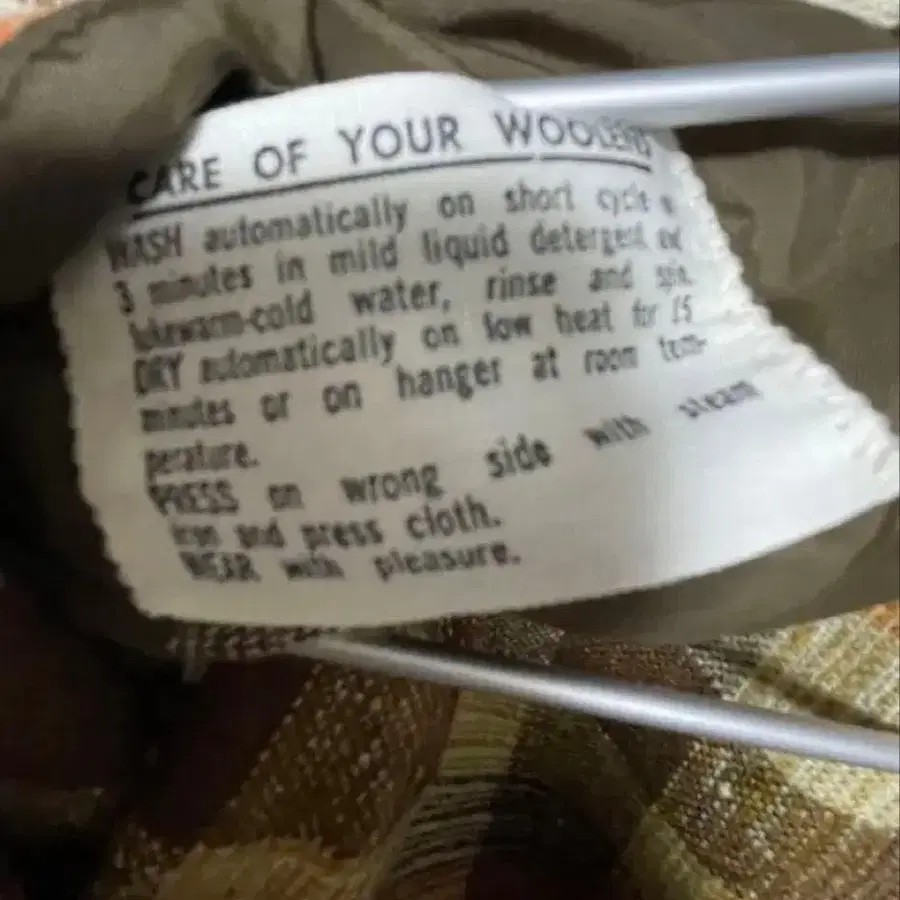 CARE OF YOUR WOOLENS
WASH automatically on short cycle
3 minutes in mild liquid detergent and
lukewarm-cold water, rinse and spin.
DRY automatically on low heat for 15
minutes or on hanger at room tem-
perature.
PRESS on wrong side with steam
iron and press cloth.
WEAR with pleasure.